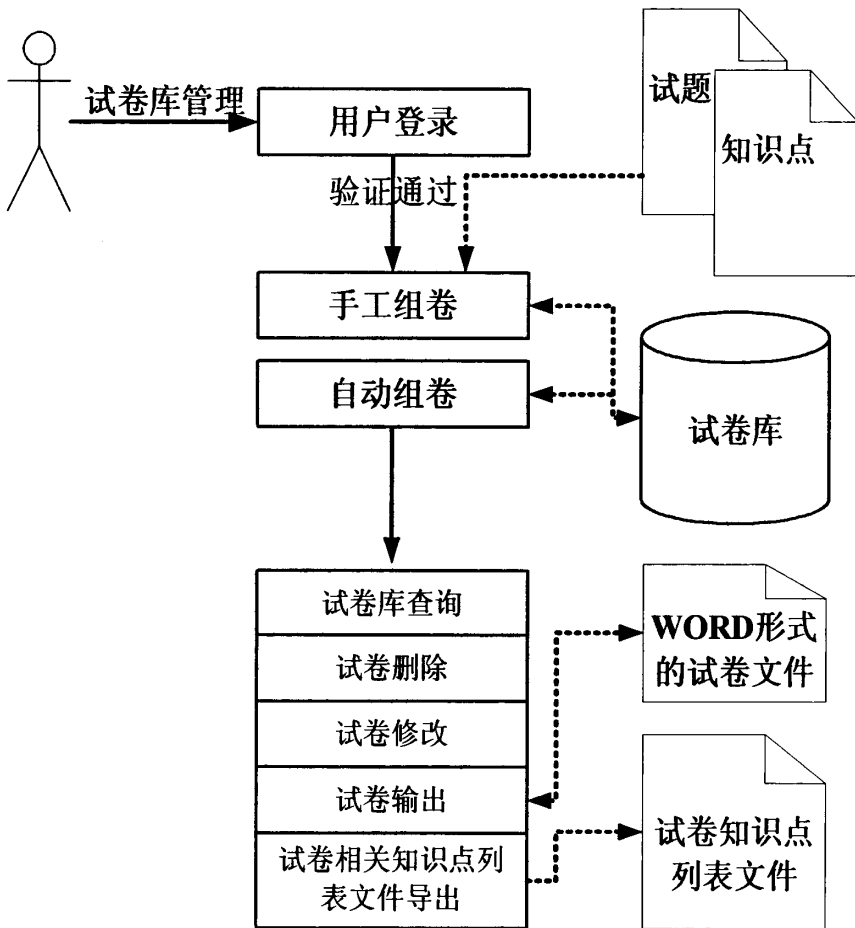 试卷库管理
用户登录
试题
知识点
验证通过
手工组卷
自动组卷
试卷库
试卷库查询
试卷删除
试卷修改
试卷输出
试卷相关知识点列
表文件导出
WORD形式
的试卷文件
试卷知识点
列表文件